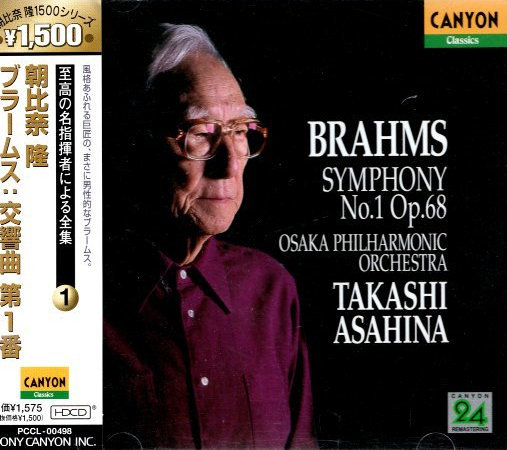 朝比奈 隆1500シリーズ
¥1,500
風格あふれる巨匠の、まさに男性的なブラームス。
至高の名指揮者による全集
1
朝比奈 隆
ブラームス:交響曲 第1番
CANYON
Classics
価¥1,575
抜価格¥1,500)
HDCD®
PCCL-00498
ONY CANYON INC.
CANYON
Classics
BRAHMS
SYMPHONY
No.1 Op.68
OSAKA PHILHARMONIC
ORCHESTRA
TAKASHI
ASAHINA
CANYON
24
REMASTERING